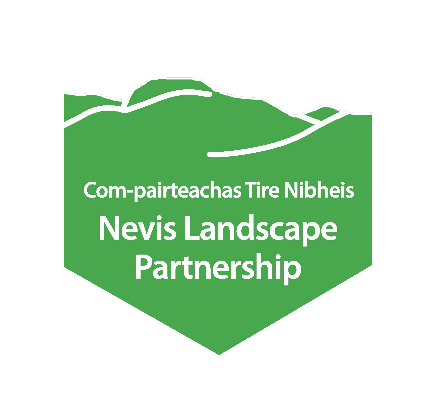 Com-pairteachas Tire Nibheis
Nevis Landscape
Partnership